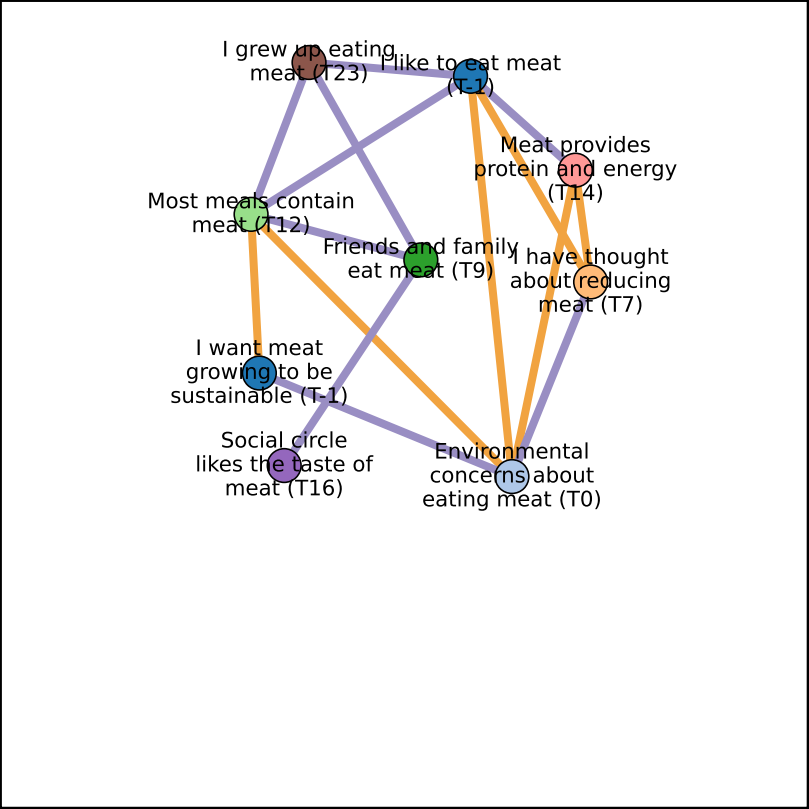 I grew up eating
meat (T23)
I like to eat meat
(T-1)
Meat provides
protein and energy
(T14)
Most meals contain
meat (T12)
Friends and family
eat meat (T9)
I have thought
about reducing
meat (T7)
I want meat
growing to be
sustainable (T-1)
Social circle
likes the taste of
meat (T16)
Environmental
concerns about
eating meat (T0)